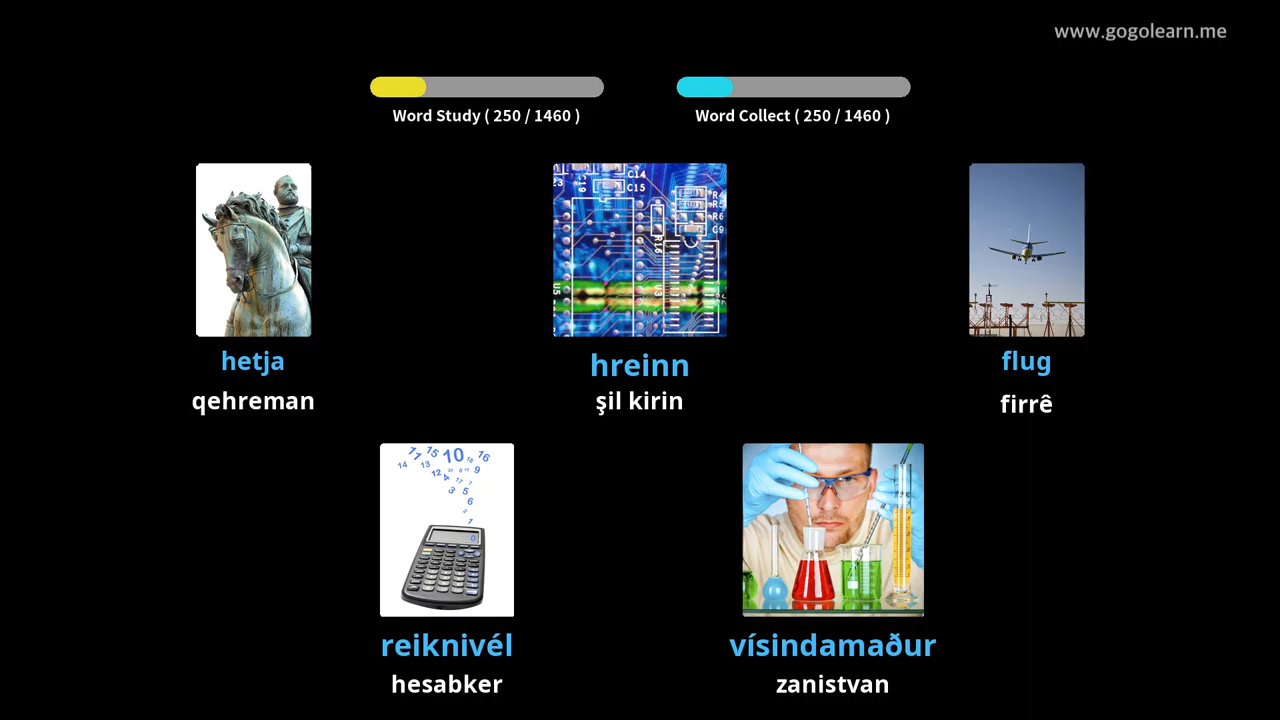 www.gogolearn.me
Word Study ( 250 / 1460 )
Word Collect ( 250 / 1460 )
hetja
qehreman
hreinn
şil kirin
flug
firrê
reiknivél
hesabker
vísindamaður
zanistvan